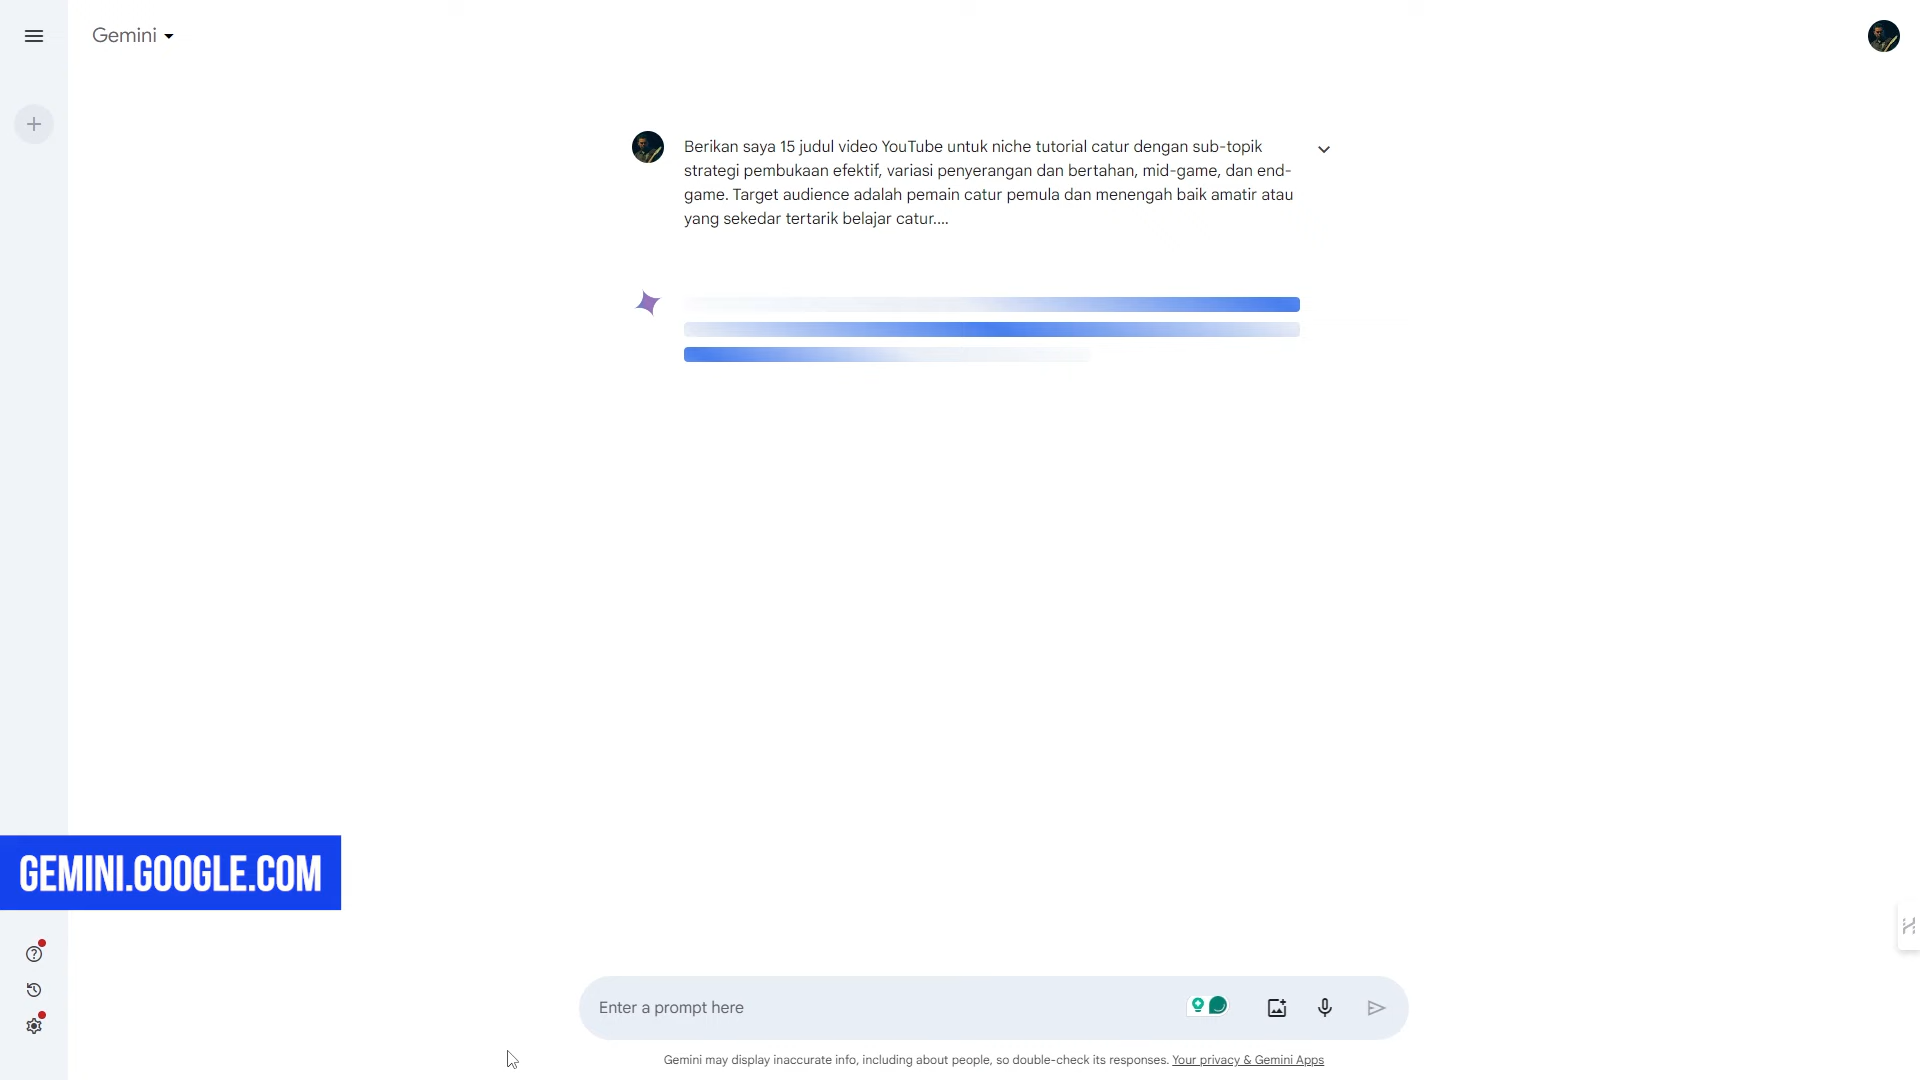 Gemini
Berikan saya 15 judul video YouTube untuk niche tutorial catur dengan sub-topik
strategi pembukaan efektif, variasi penyerangan dan bertahan, mid-game, dan end-
game. Target audience adalah pemain catur pemula dan menengah baik amatir atau
yang sekedar tertarik belajar catur....
GEMINI.GOOGLE.COM
Enter a prompt here
Gemini may display inaccurate info, including about people, so double-check its responses. Your privacy & Gemini Apps